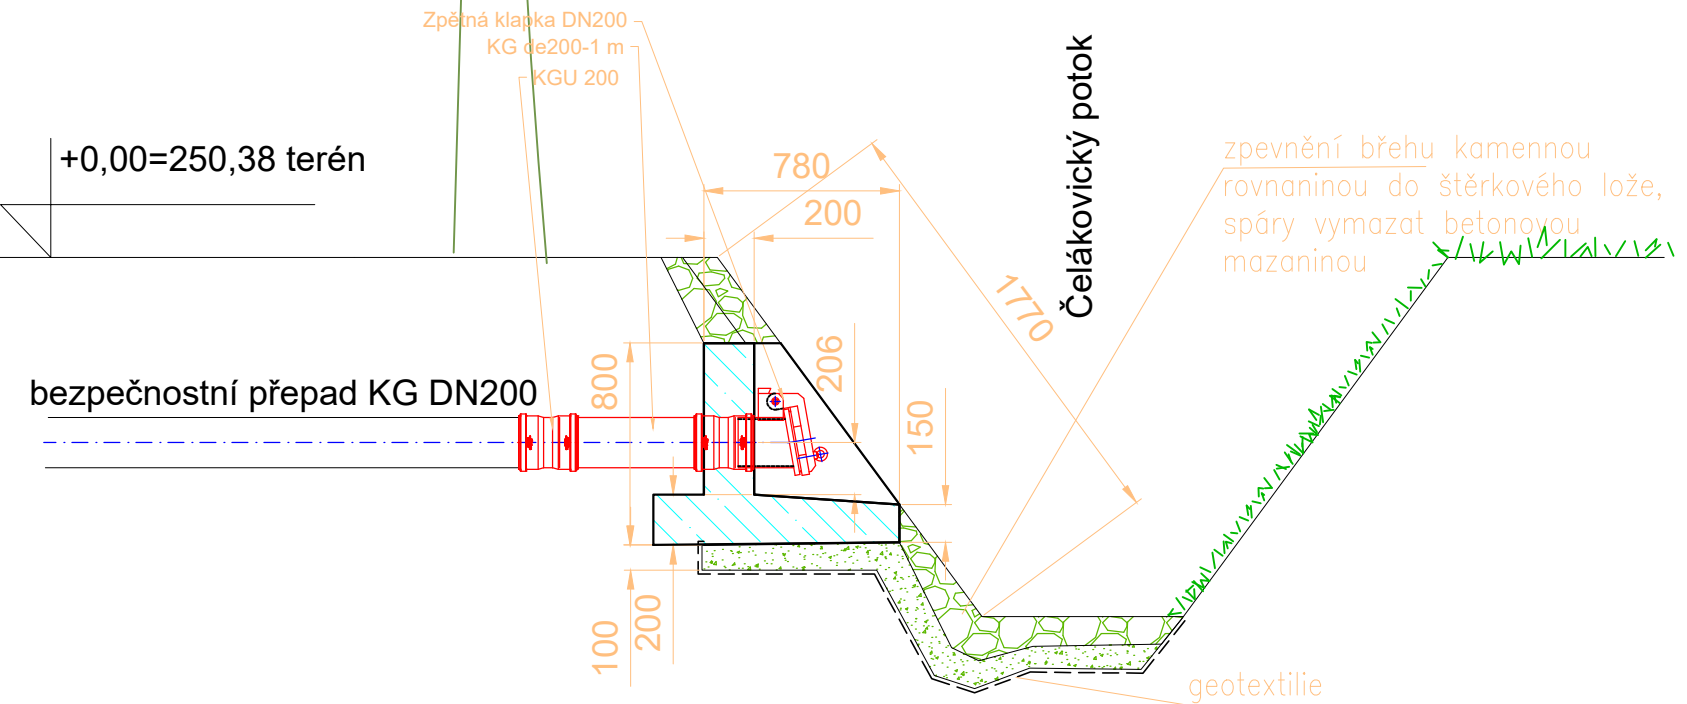 Zpětná klapka DN200
KG de200-1 m
KGU 200
+0,00=250,38 terén
780
200
Čelákovický potok
zpevnění břehu kamennou
rovnaninou do štěrkového lože,
spáry vymazat betonovou
mazaninou
1770
206
800
bezpečnostní přepad KG DN200
150
100
200
geotextilie